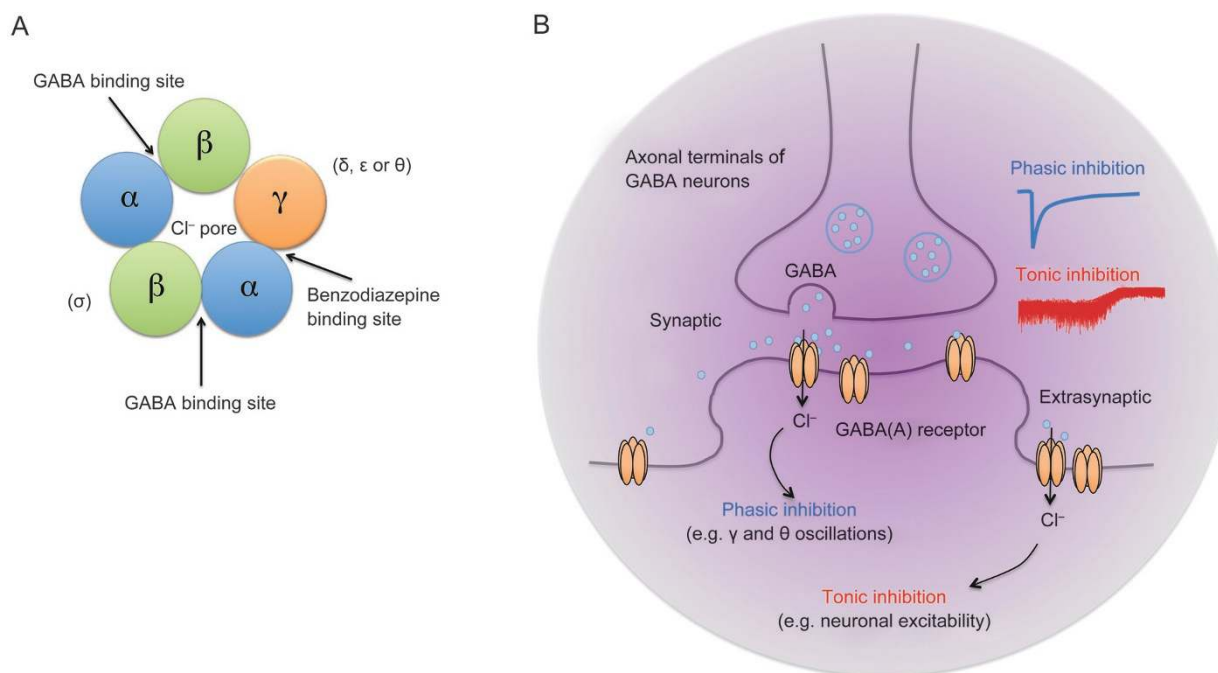 A
GABA binding site
β
(δ, ε or θ)
α
γ
Cl⁻ pore
(σ)
β
α
Benzodiazepine
binding site
GABA binding site
B
Axonal terminals of
GABA neurons
Phasic inhibition
GABA
Tonic inhibition
Synaptic
Extrasynaptic
Cl⁻
GABA(A) receptor
Phasic inhibition
(e.g. γ and θ oscillations)
Cl⁻
Tonic inhibition
(e.g. neuronal excitability)